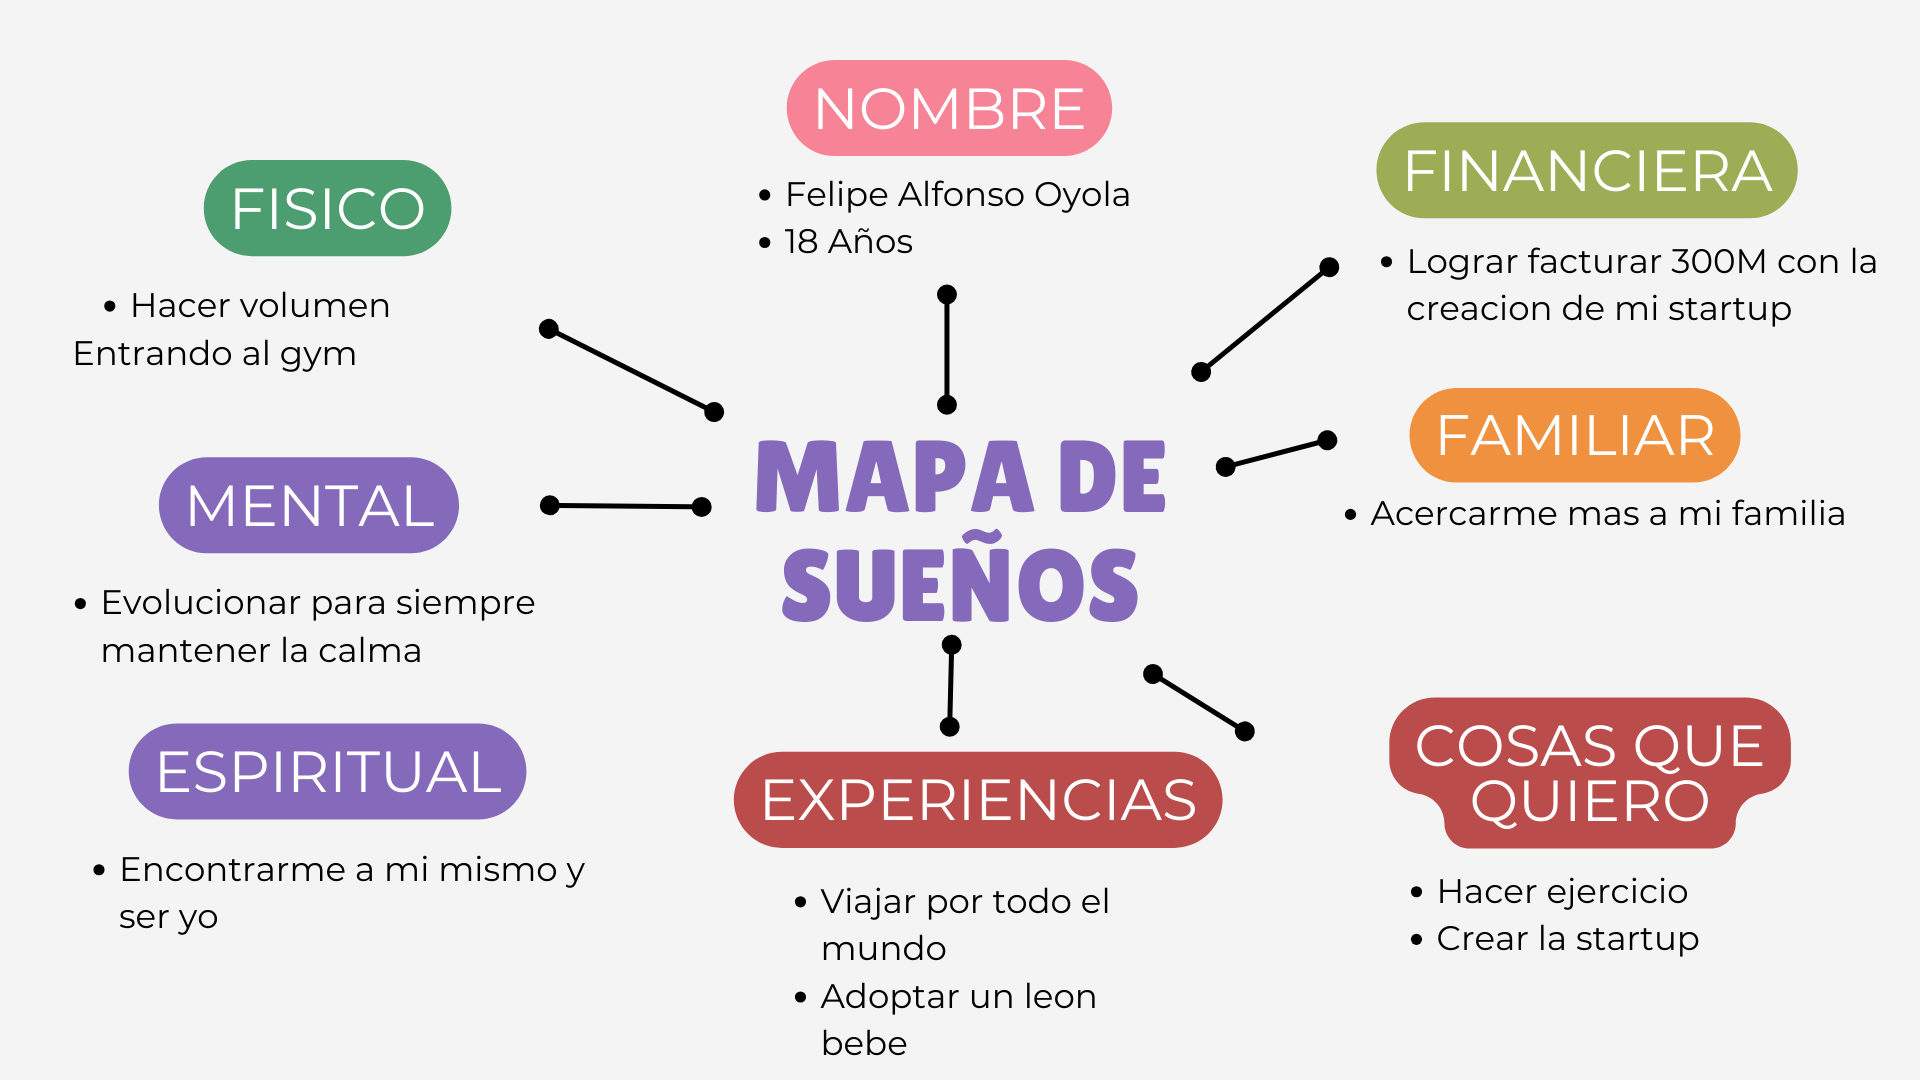 NOMBRE
• Felipe Alfonso Oyola
• 18 Años
FISICO
• Hacer volumen
Entrando al gym
MENTAL
• Evolucionar para siempre
mantener la calma
ESPIRITUAL
• Encontrarme a mi mismo y
ser yo
MAPA DE
SUEÑOS
EXPERIENCIAS
• Viajar por todo el
mundo
• Adoptar un leon
bebe
FINANCIERA
• Lograr facturar 300M con la
creacion de mi startup
FAMILIAR
• Acercarme mas a mi familia
COSAS QUE
QUIERO
• Hacer ejercicio
• Crear la startup